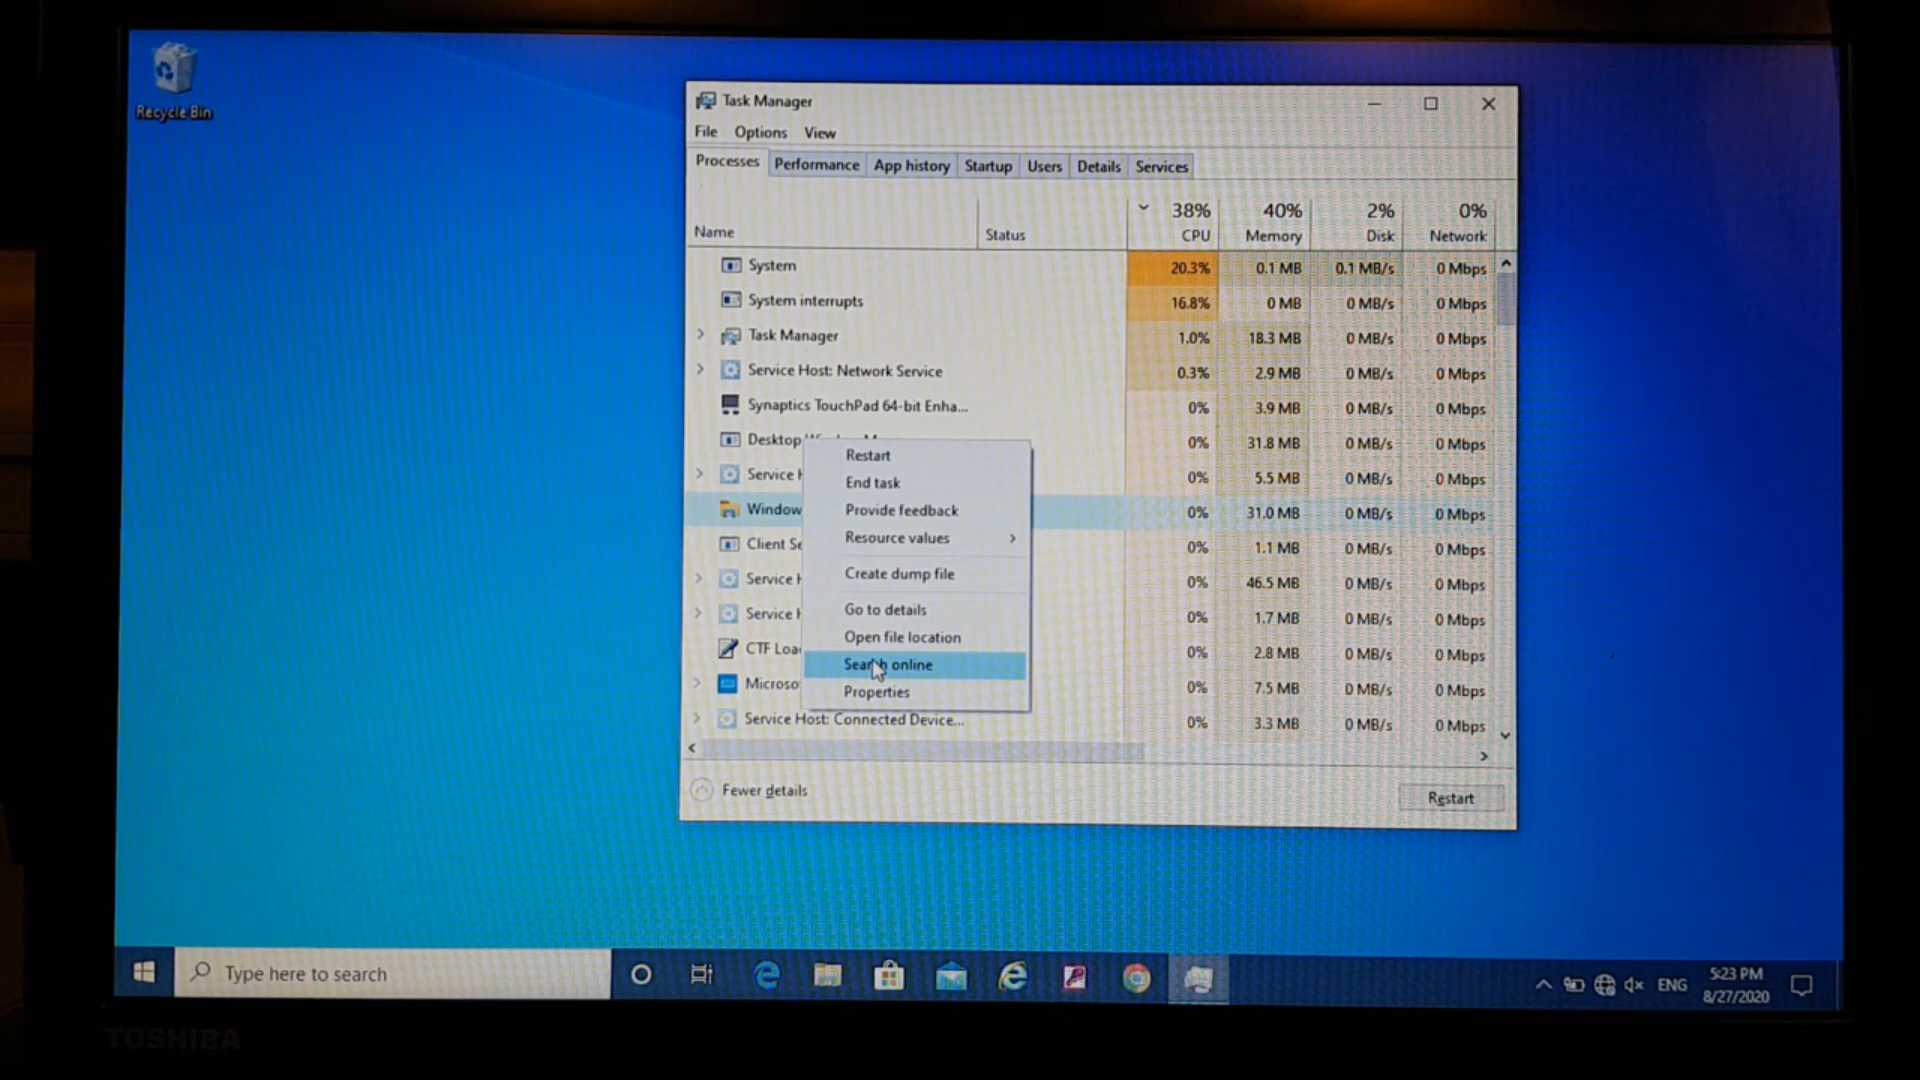 Recycle Bin
Task Manager
File Options View
Processes Performance App history Startup Users Details Services
38% 40% 2% 0%
Name Status CPU Memory Disk Network
System 20.3% 0.1 MB 0.1 MB/s 0 Mbps
System interrupts 16.8% 0 MB 0 MB/s 0 Mbps
Task Manager 1.0% 18.3 MB 0 MB/s 0 Mbps
Service Host: Network Service 0.3% 2.9 MB 0 MB/s 0 Mbps
Synaptics TouchPad 64-bit Enha... 0% 3.9 MB 0 MB/s 0 Mbps
Desktop 0% 31.8 MB 0 MB/s 0 Mbps
Service H 0% 5.5 MB 0 MB/s 0 Mbps
Window 0% 31.0 MB 0 MB/s 0 Mbps
Client Se 0% 1.1 MB 0 MB/s 0 Mbps
Service H 0% 46.5 MB 0 MB/s 0 Mbps
Service H 0% 1.7 MB 0 MB/s 0 Mbps
CTF Loa 0% 2.8 MB 0 MB/s 0 Mbps
Microso 0% 7.5 MB 0 MB/s 0 Mbps
Service Host: Connected Device... 0% 3.3 MB 0 MB/s 0 Mbps
Restart
End task
Provide feedback
Resource values
Create dump file
Go to details
Open file location
Search online
Properties
Fewer details
Restart
Type here to search
ENG
5:23 PM
8/27/2020
TOSHIBA